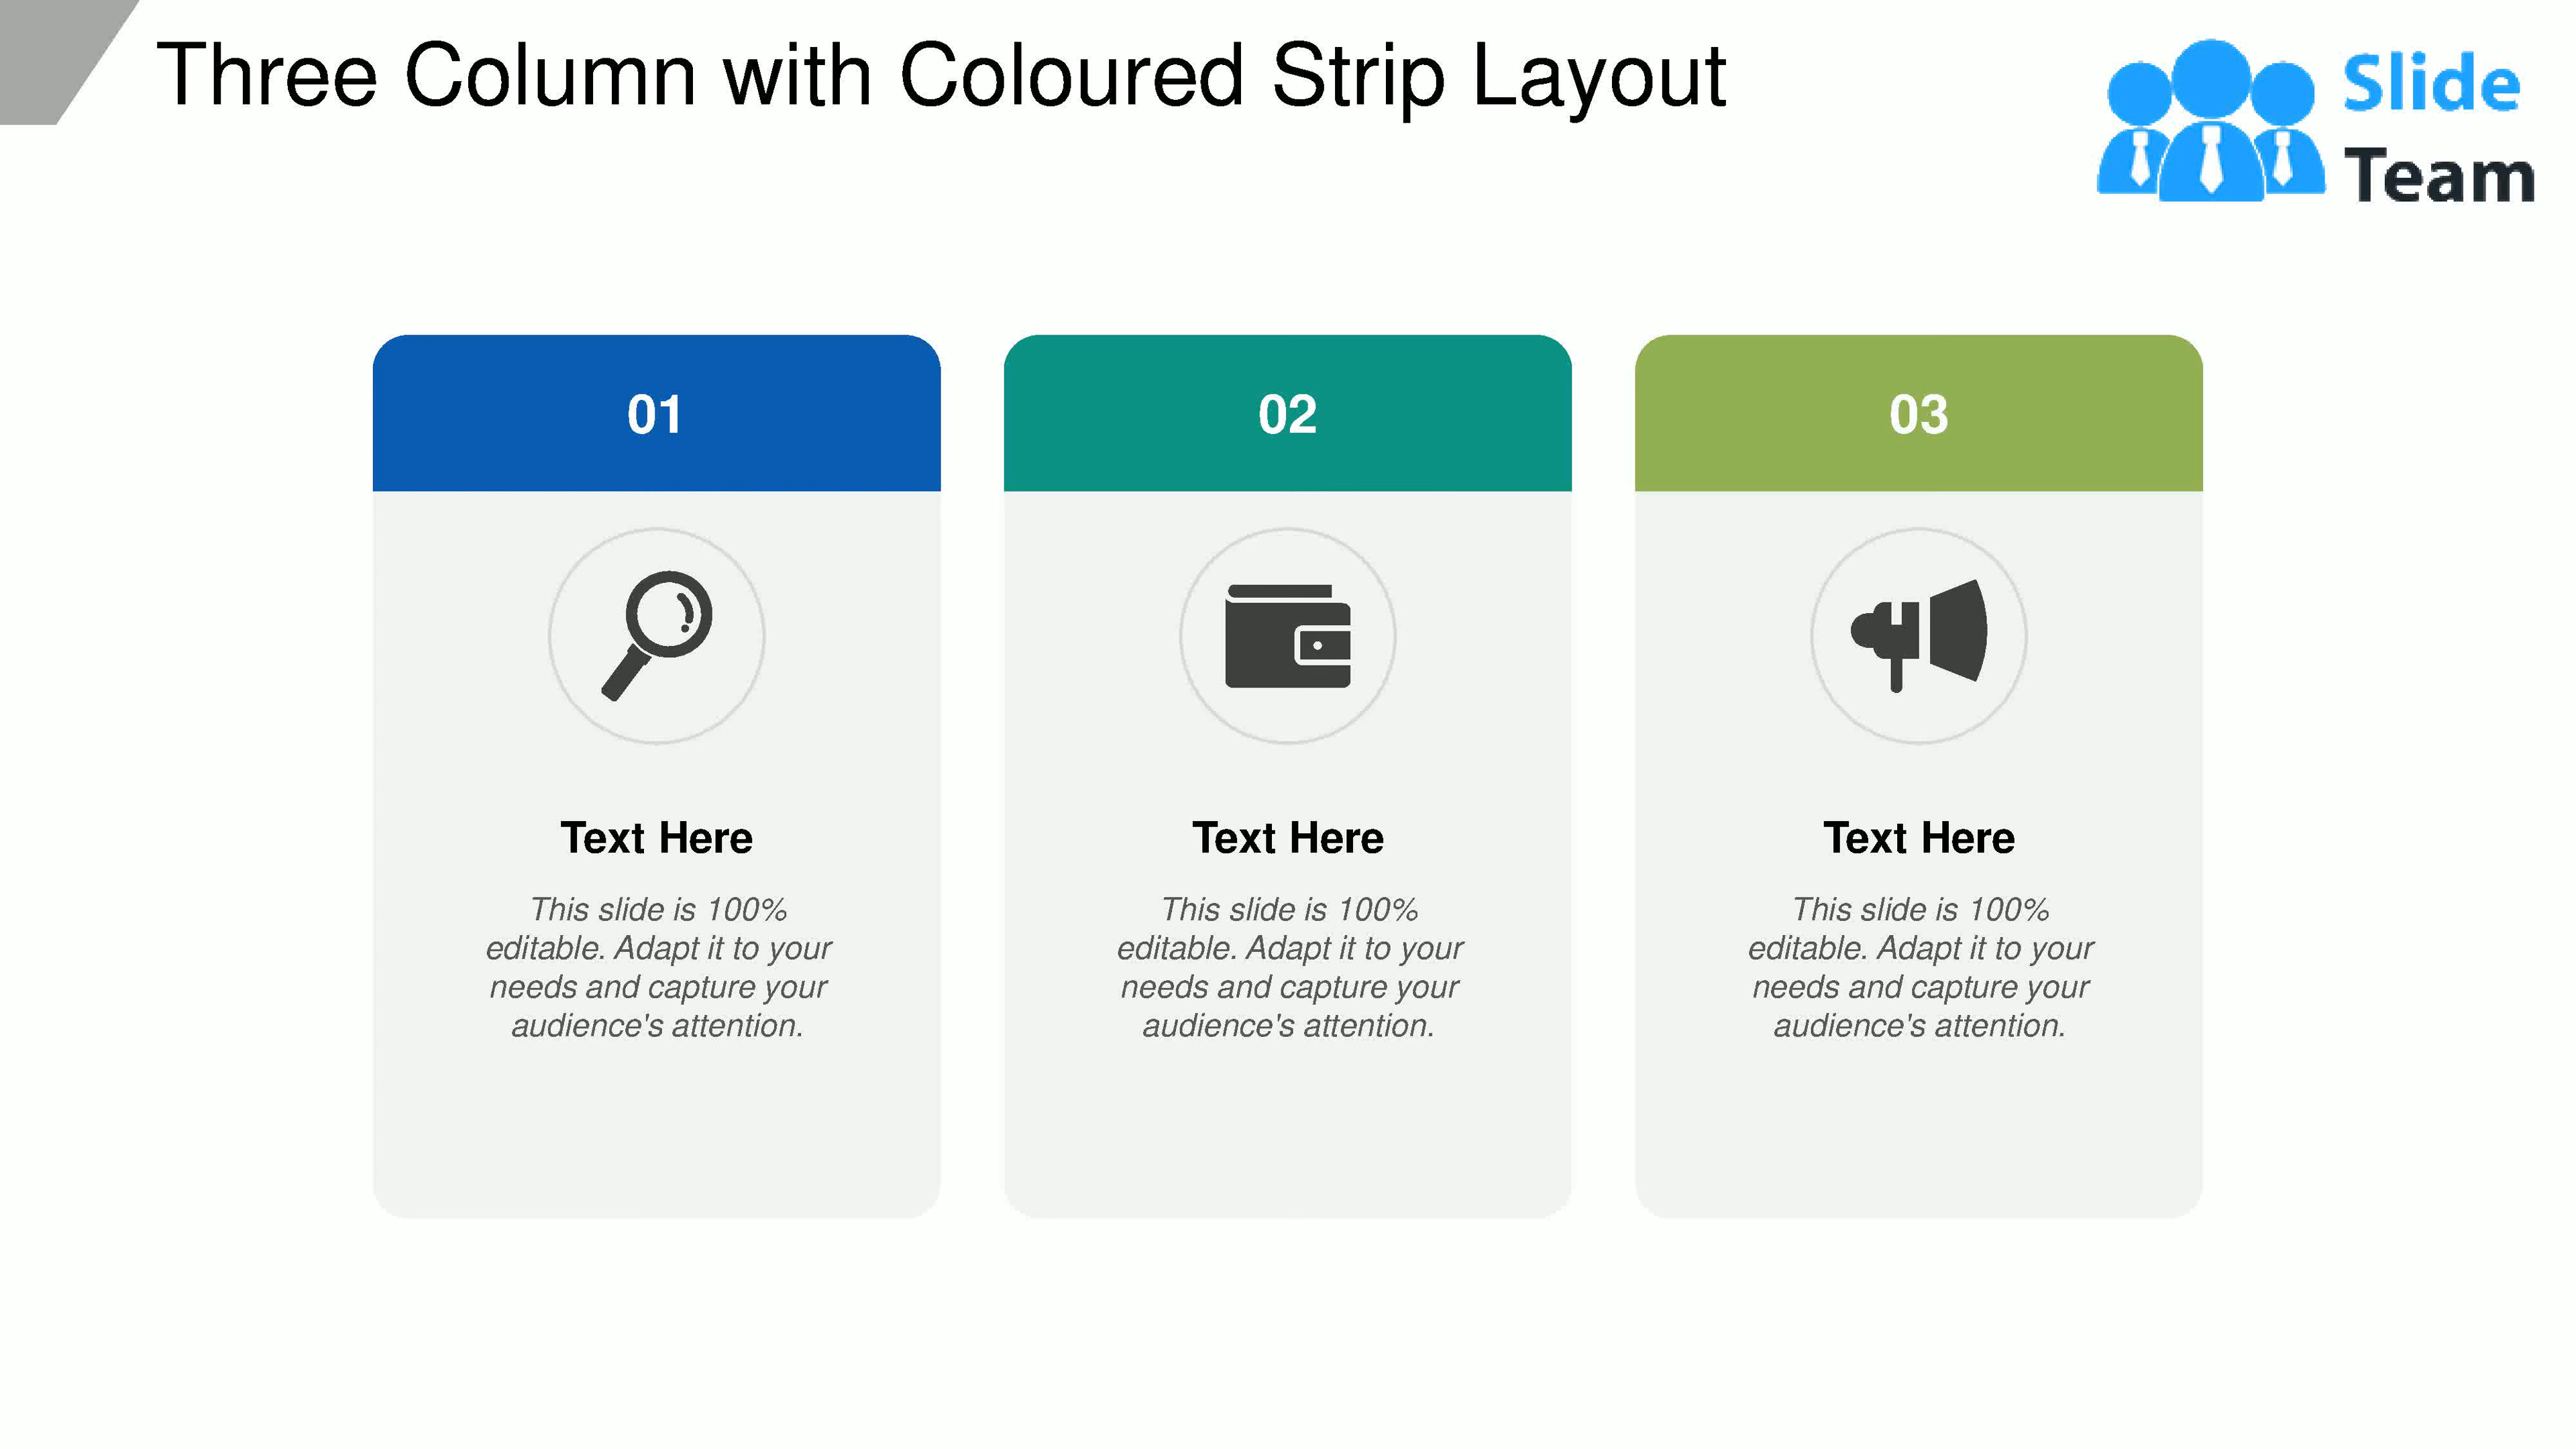 Three Column with Coloured Strip Layout
Slide
Team
01
Text Here
This slide is 100%
editable. Adapt it to your
needs and capture your
audience's attention.
02
Text Here
This slide is 100%
editable. Adapt it to your
needs and capture your
audience's attention.
03
Text Here
This slide is 100%
editable. Adapt it to your
needs and capture your
audience's attention.